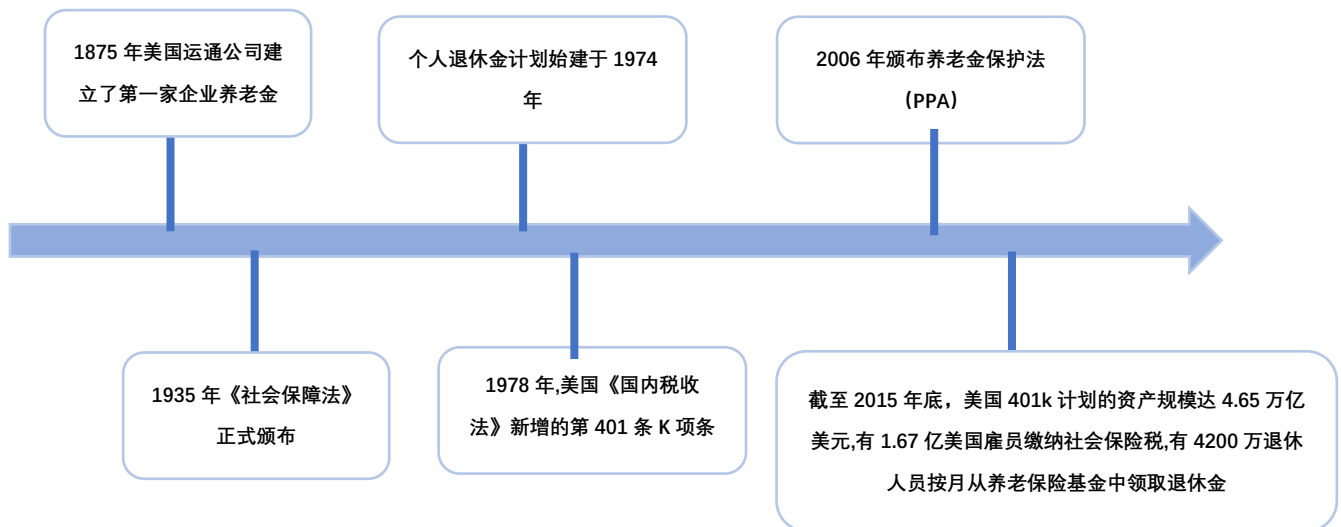 1875 年美国运通公司建
立了第一家企业养老金
个人退休金计划始建于 1974
年
2006 年颁布养老金保护法
（PPA）
1935 年《社会保障法》
正式颁布
1978 年,美国《国内税收
法》新增的第 401 条 K 项条
截至 2015 年底，美国 401k 计划的资产规模达 4.65 万亿
美元,有 1.67 亿美国雇员缴纳社会保险税,有 4200 万退休
人员按月从养老保险基金中领取退休金